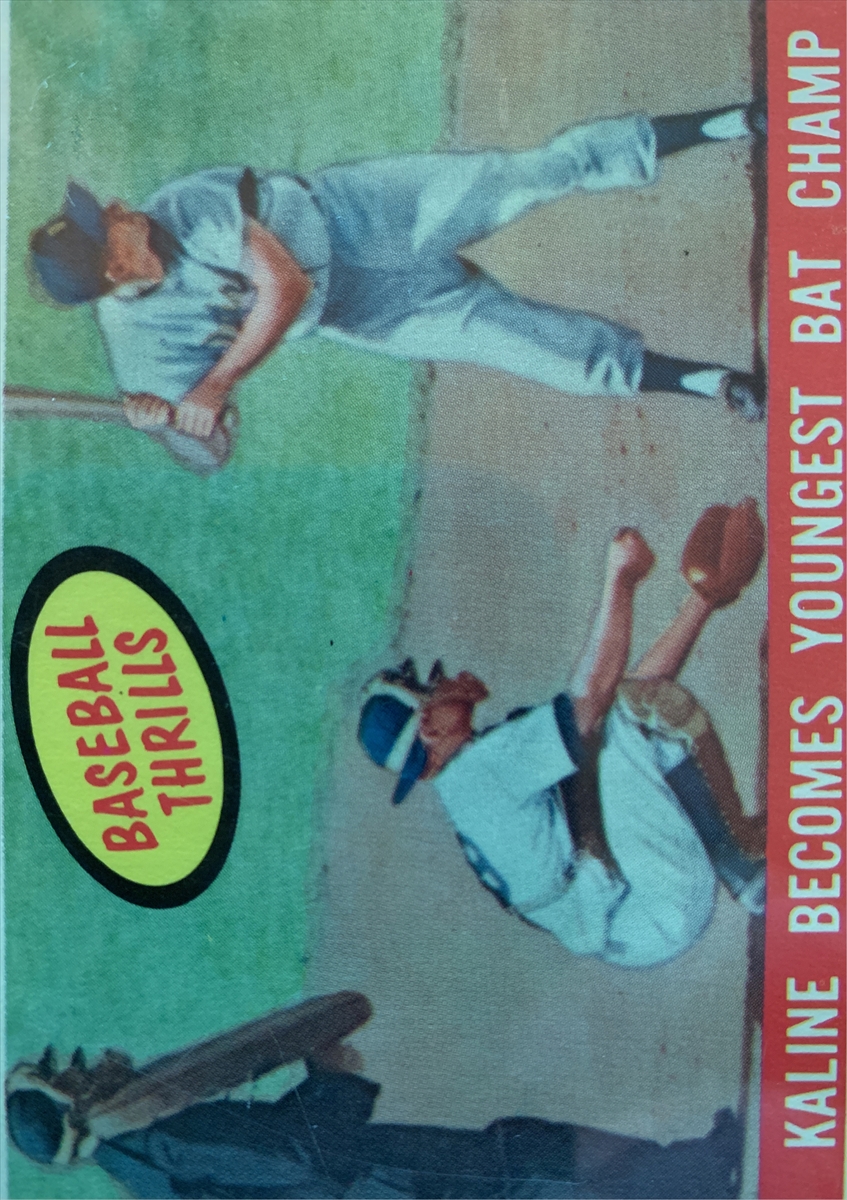 BASEBALL
THRILLS
KALINE BECOMES YOUNGEST BAT CHAMP